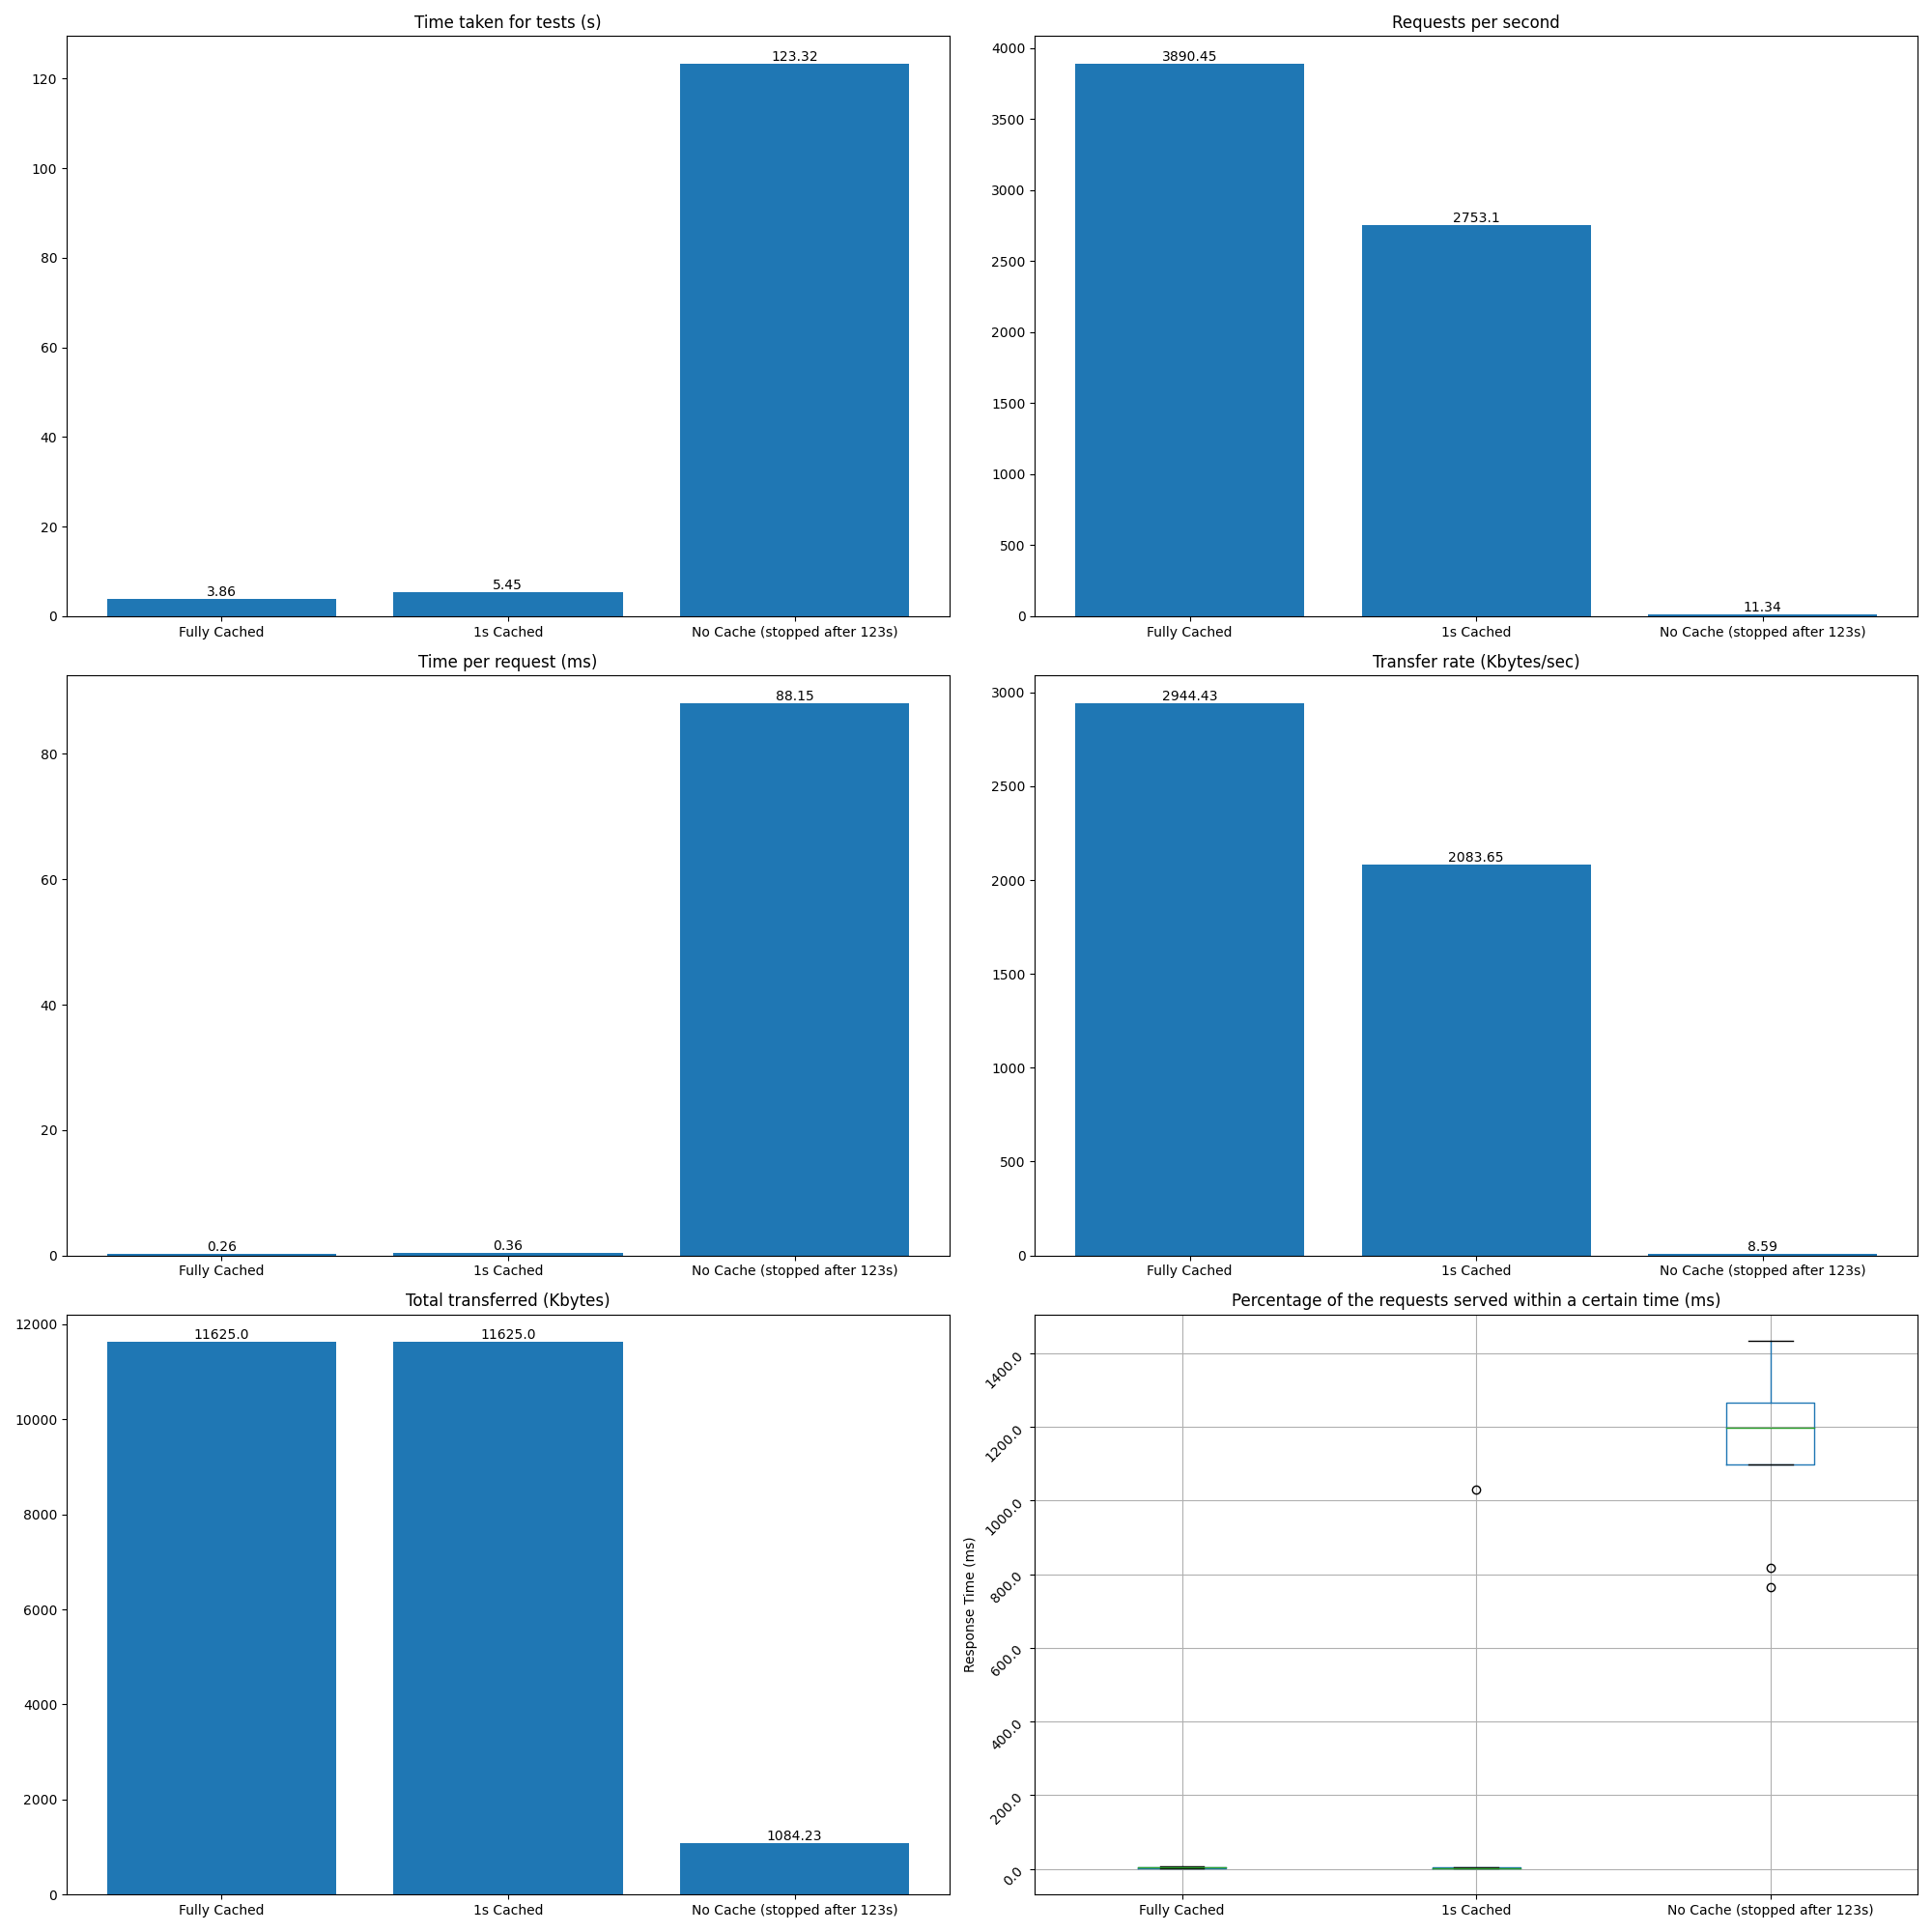 Time taken for tests (s)
120
100
80
60
40
20
0
123.32
3.86
5.45
Fully Cached
1s Cached
No Cache (stopped after 123s)
Requests per second
4000
3500
3000
2500
2000
1500
1000
500
0
3890.45
2753.1
11.34
Fully Cached
1s Cached
No Cache (stopped after 123s)
Time per request (ms)
80
60
40
20
0
88.15
0.26
0.36
Fully Cached
1s Cached
No Cache (stopped after 123s)
Transfer rate (Kbytes/sec)
3000
2500
2000
1500
1000
500
0
2944.43
2083.65
8.59
Fully Cached
1s Cached
No Cache (stopped after 123s)
Total transferred (Kbytes)
12000
10000
8000
6000
4000
2000
0
11625.0
11625.0
1084.23
Fully Cached
1s Cached
No Cache (stopped after 123s)
Percentage of the requests served within a certain time (ms)
Response Time (ms)
1400.0
1200.0
1000.0
800.0
600.0
400.0
200.0
0.0
Fully Cached
1s Cached
No Cache (stopped after 123s)